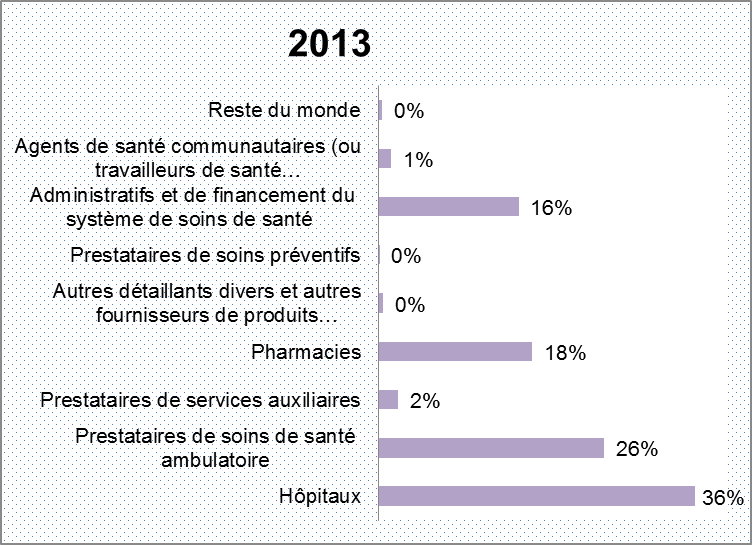 2013
Reste du monde
0%
Agents de santé communautaires (ou
travailleurs de santé…
1%
Administratifs et de financement du
système de soins de santé
16%
Prestataires de soins préventifs
0%
Autres détaillants divers et autres
fournisseurs de produits…
0%
Pharmacies
18%
Prestataires de services auxiliaires
2%
Prestataires de soins de santé
ambulatoire
26%
Hôpitaux
36%